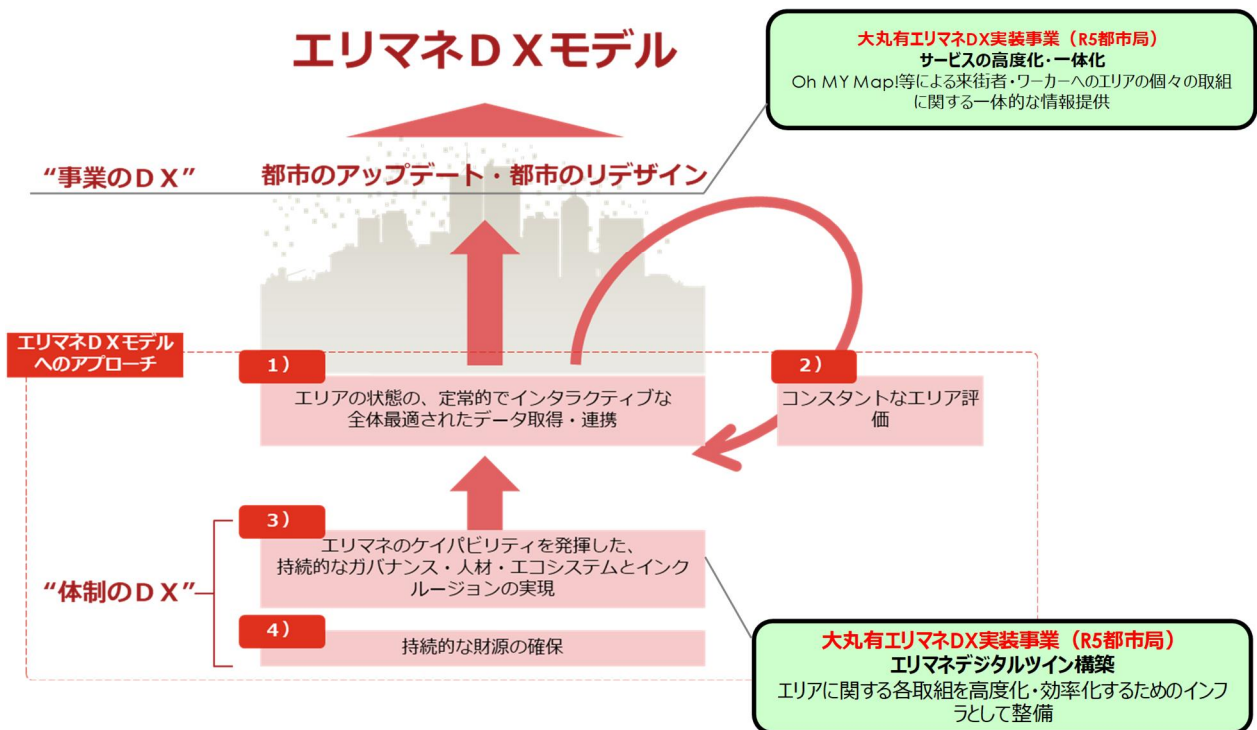 エリマネDXモデル
大丸有エリマネDX実装事業（R5都市局）
サービスの高度化・一体化
Oh MY Map!等による来街者・ワーカーへのエリアの個々の取組
に関する一体的な情報提供
“事業のDX”
都市のアップデート・都市のリデザイン
エリマネDXモデル
へのアプローチ
1）
エリアの状態の、定常的でインタラクティブな
全体最適されたデータ取得・連携
2）
コンスタントなエリア評
価
“体制のDX”
3）
エリマネのケイパビリティを発揮した、
持続的なガバナンス・人材・エコシステムとインク
ルージョンの実現
4）
持続的な財源の確保
大丸有エリマネDX実装事業（R5都市局）
エリマネデジタルツイン構築
エリアに関する各取組を高度化・効率化するためのインフ
ラとして整備